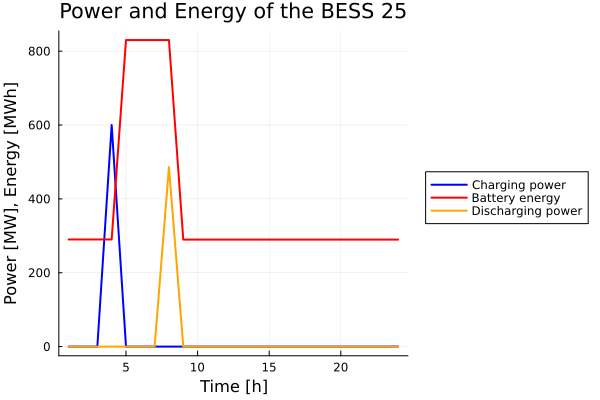 Power and Energy of the BESS 25
Power [MW], Energy [MWh]
800
600
400
200
0
5 10 15 20
Time [h]
Charging power
Battery energy
Discharging power